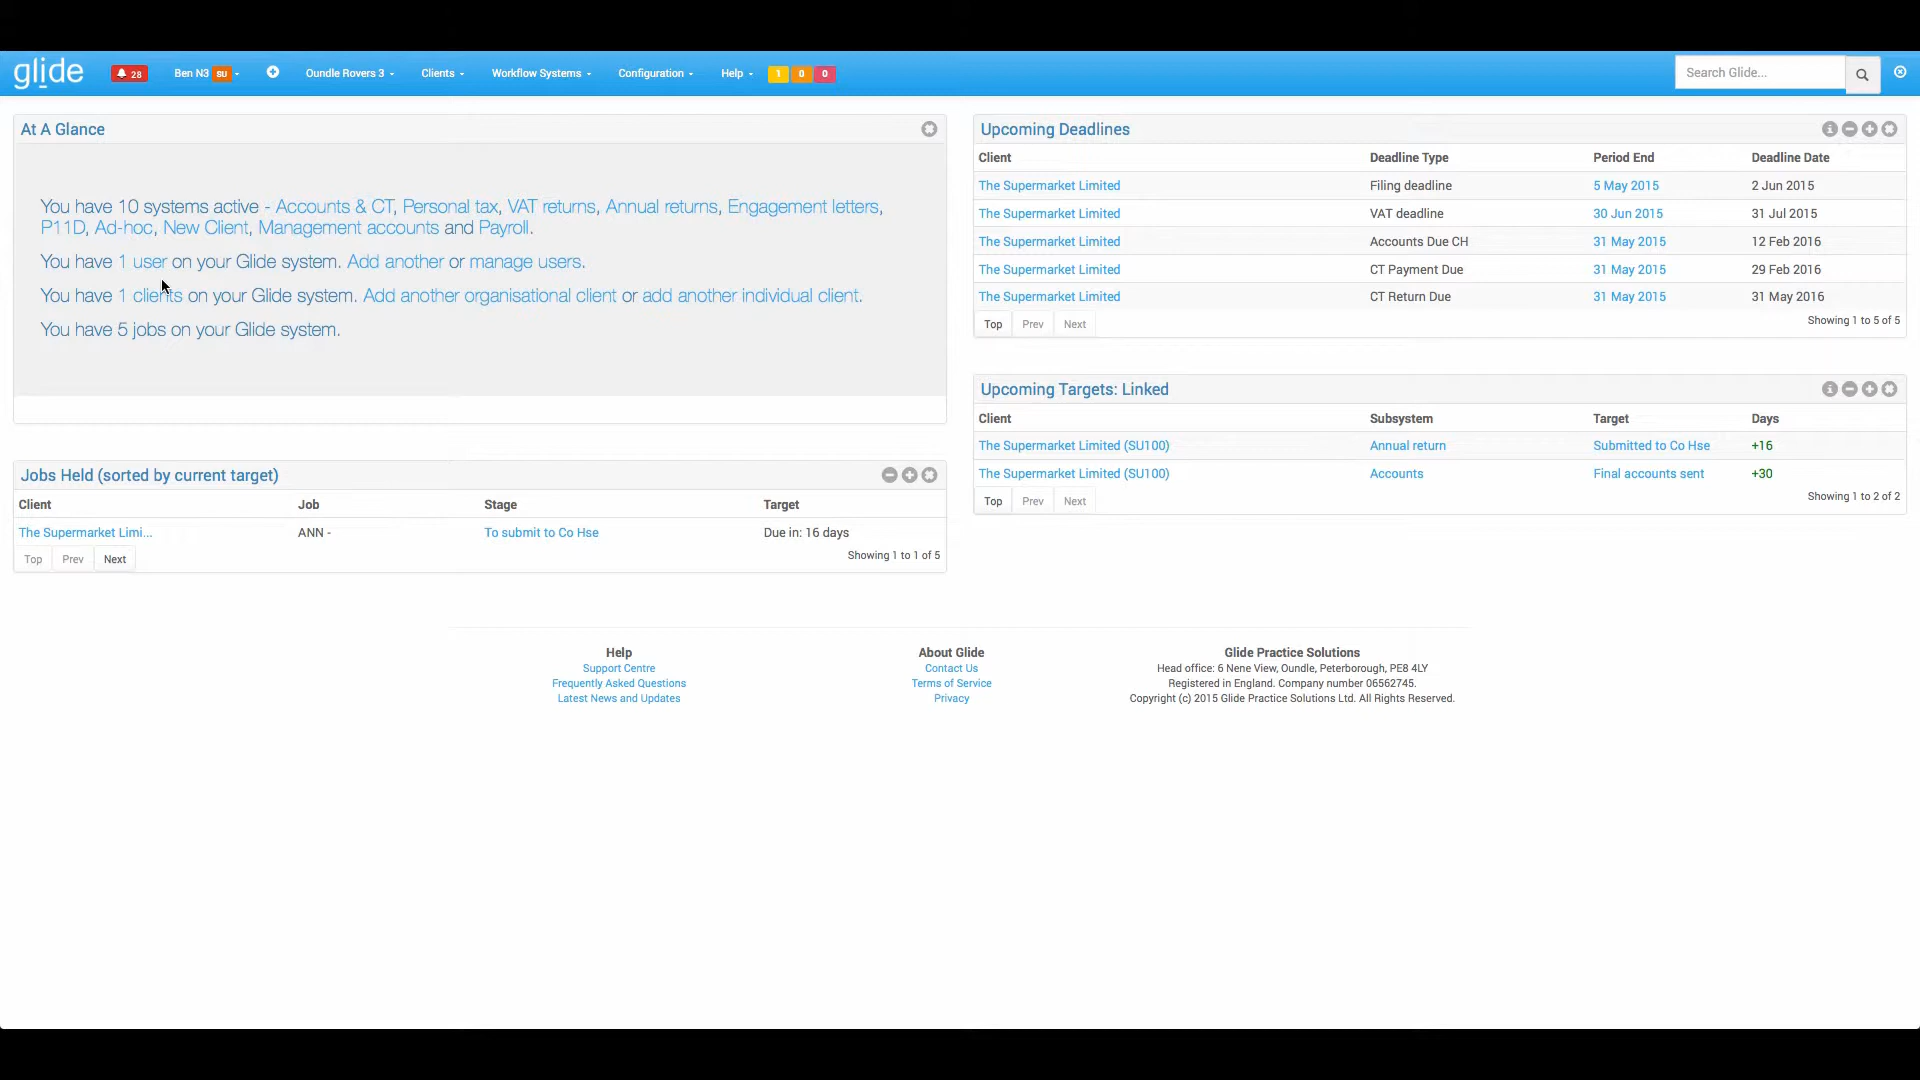 glide 28 Ben N3 SU Oundle Rovers 3 Clients Workflow Systems Configuration Help 1 0 0 Search Glide...
At A Glance
You have 10 systems active - Accounts & CT, Personal tax, VAT returns, Annual returns, Engagement letters,
P11D, Ad-hoc, New Client, Management accounts and Payroll.
You have 1 user on your Glide system. Add another or manage users.
You have 1 clients on your Glide system. Add another organisational client or add another individual client.
You have 5 jobs on your Glide system.
Jobs Held (sorted by current target)
Client Job Stage Target
The Supermarket Limi... ANN - To submit to Co Hse Due in: 16 days
Top Prev Next Showing 1 to 1 of 5
Upcoming Deadlines
Client Deadline Type Period End Deadline Date
The Supermarket Limited Filing deadline 5 May 2015 2 Jun 2015
The Supermarket Limited VAT deadline 30 Jun 2015 31 Jul 2015
The Supermarket Limited Accounts Due CH 31 May 2015 12 Feb 2016
The Supermarket Limited CT Payment Due 31 May 2015 29 Feb 2016
The Supermarket Limited CT Return Due 31 May 2015 31 May 2016
Top Prev Next Showing 1 to 5 of 5
Upcoming Targets: Linked
Client Subsystem Target Days
The Supermarket Limited (SU100) Annual return Submitted to Co Hse +16
The Supermarket Limited (SU100) Accounts Final accounts sent +30
Top Prev Next Showing 1 to 2 of 2
Help
Support Centre
Frequently Asked Questions
Latest News and Updates
About Glide
Contact Us
Terms of Service
Privacy
Glide Practice Solutions
Head office: 6 Nene View, Oundle, Peterborough, PE8 4LY
Registered in England. Company number 06562745.
Copyright (c) 2015 Glide Practice Solutions Ltd. All Rights Reserved.